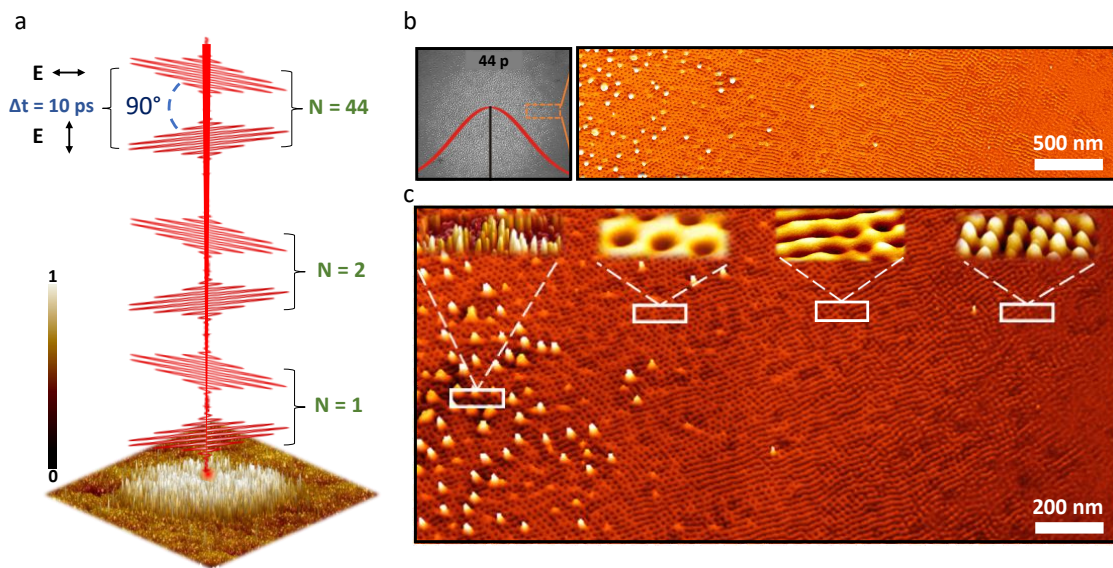 a
E
Δt = 10 ps
90°
E
N = 44
N = 2
1
N = 1
0
b
44 p
500 nm
c
200 nm